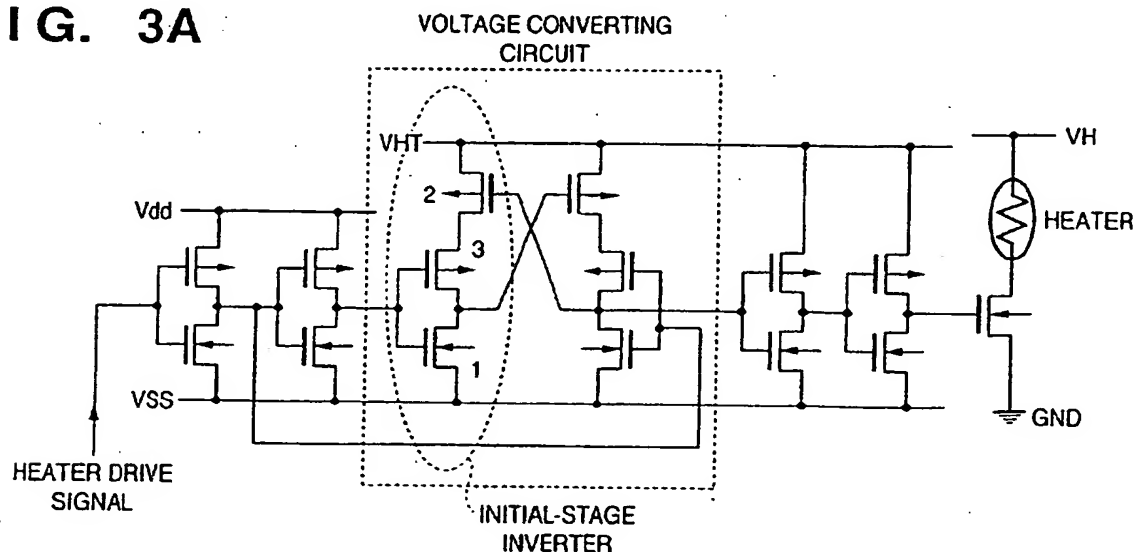 I G. 3A
VOLTAGE CONVERTING
CIRCUIT
VHT
VH
2
Vdd
HEATER
3
1
VSS
GND
HEATER DRIVE
SIGNAL
INITIAL-STAGE
INVERTER